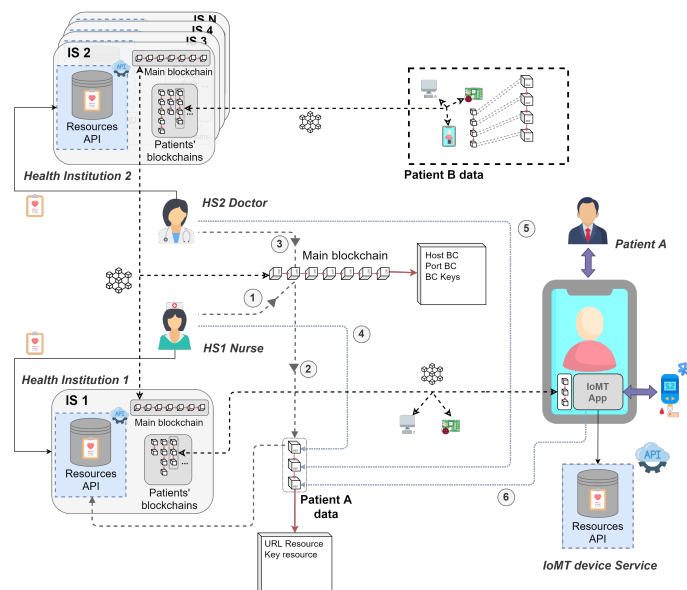 IS N
IS 4
IS 3
IS 2
API
Main blockchain
Resources
API
...
Patients'
blockchains
Health Institution 2
Patient B data
HS2 Doctor
5
3
Main blockchain
Host BC
Port BC
BC Keys
Patient A
1
4
HS1 Nurse
2
Health Institution 1
IS 1
API
Main blockchain
Resources
API
...
Patients'
blockchains
IoMT
App
API
6
Patient A
data
Resources
API
URL Resource
Key resource
IoMT device Service